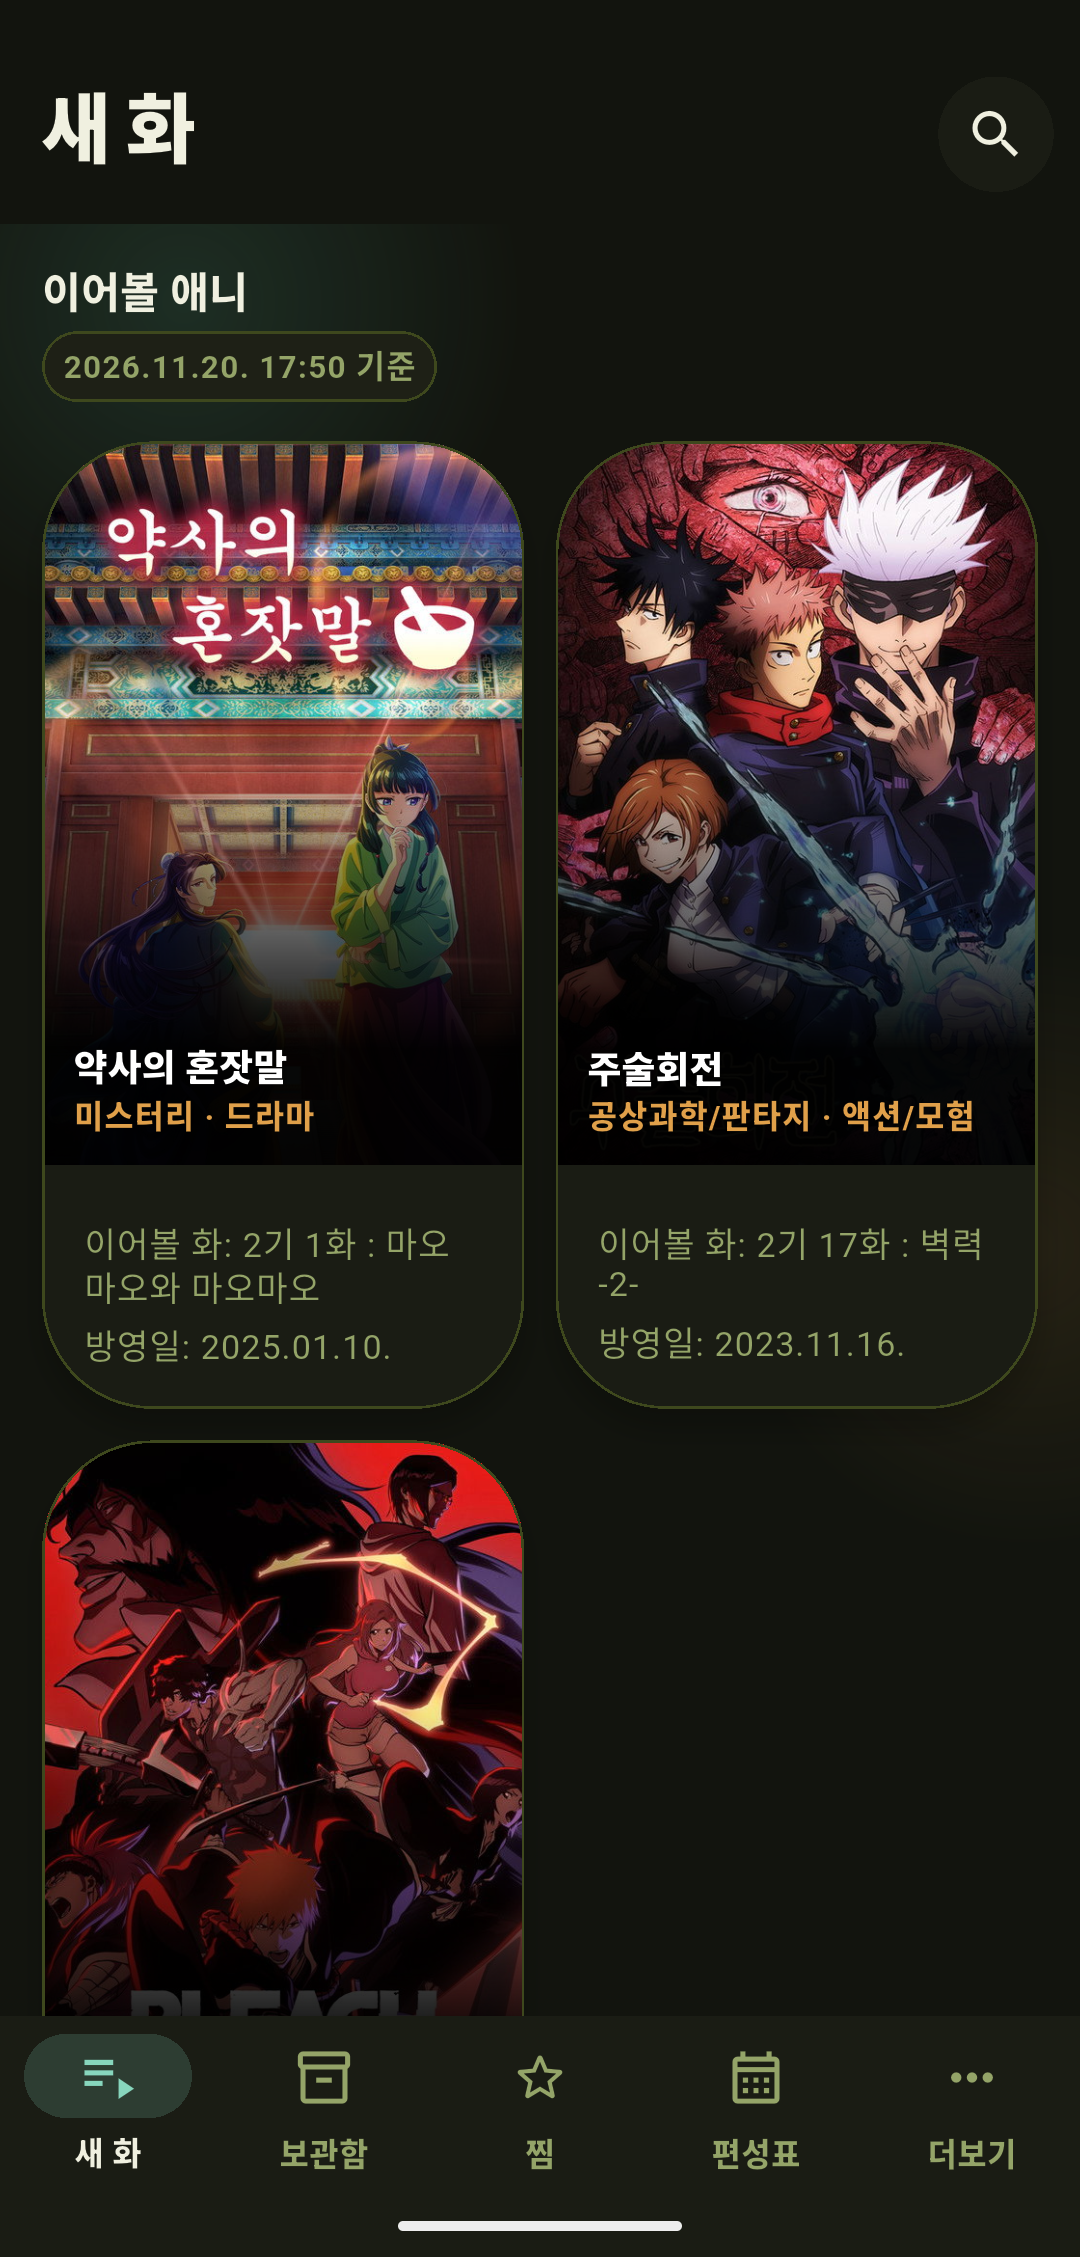 새 화
이어볼 애니
2026.11.20. 17:50 기준
약사의
혼잣말
약사의 혼잣말
미스터리 · 드라마
이어볼 화: 2기 1화 : 마오
마오와 마오마오
방영일: 2025.01.10.
주술회전
공상과학/판타지 · 액션/모험
이어볼 화: 2기 17화 : 벽력
-2-
방영일: 2023.11.16.
BLEACH
새 화
보관함
찜
편성표
더보기